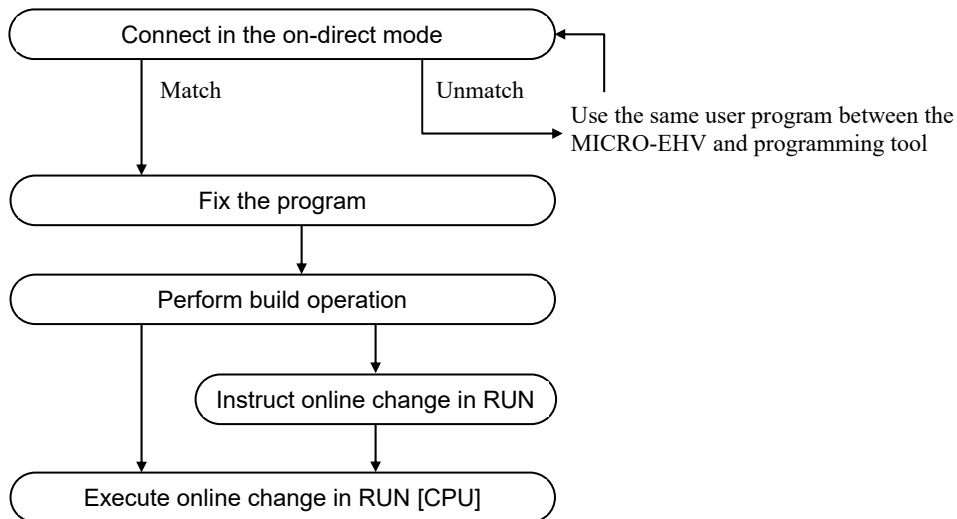 Connect in the on-direct mode
Match
Unmatch
Use the same user program between the
MICRO-EHV and programming tool
Fix the program
Perform build operation
Instruct online change in RUN
Execute online change in RUN [CPU]